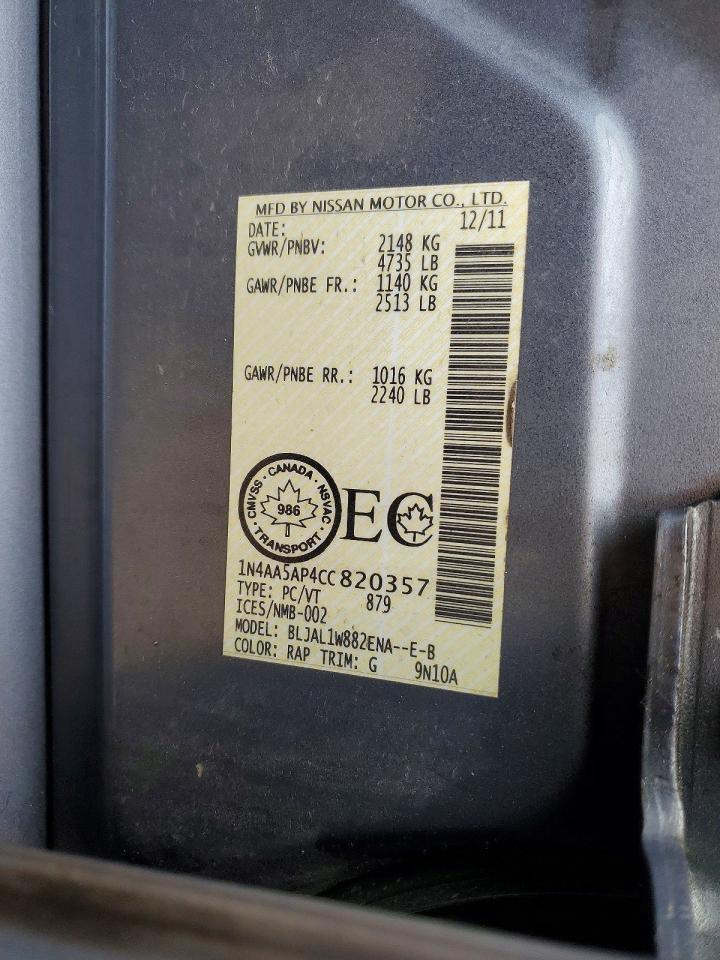 MFD BY NISSAN MOTOR CO., LTD.
DATE: 12/11
GVWR/PNBV: 2148 KG
4735 LB
GAWR/PNBE FR.: 1140 KG
2513 LB
GAWR/PNBE RR.: 1016 KG
2240 LB
CMVSS · CANADA · NSVAC
986
· TRANSPORT ·
EC
1N4AA5AP4CC820357
TYPE: PC/VT 879
ICES/NMB-002
MODEL: BLJAL1W882ENA--E-B
COLOR: RAP TRIM: G 9N10A